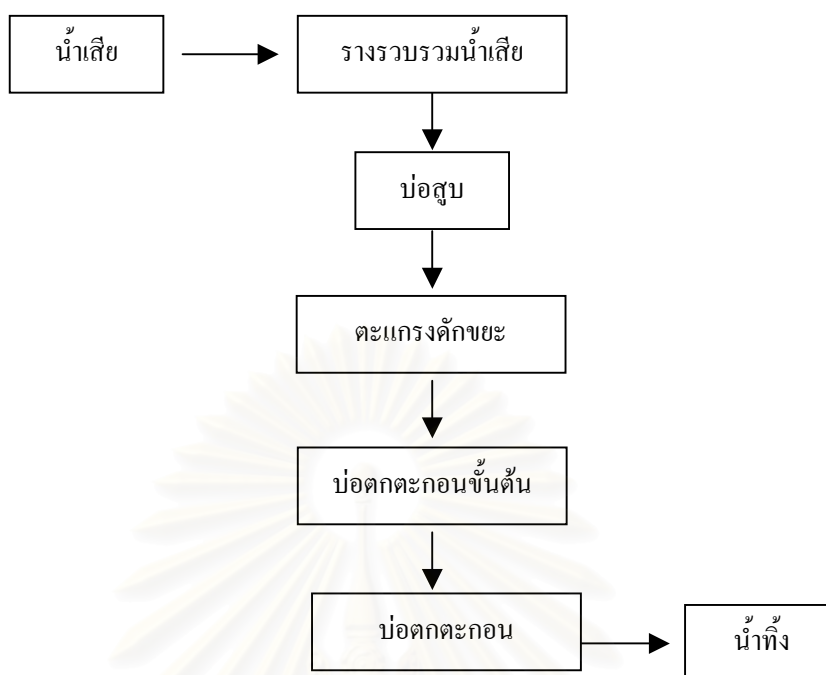 น้ำเสีย
รางรวบรวมน้ำเสีย
บ่อสูบ
ตะแกรงดักขยะ
บ่อตกตะกอนขั้นต้น
บ่อตกตะกอน
น้ำทิ้ง